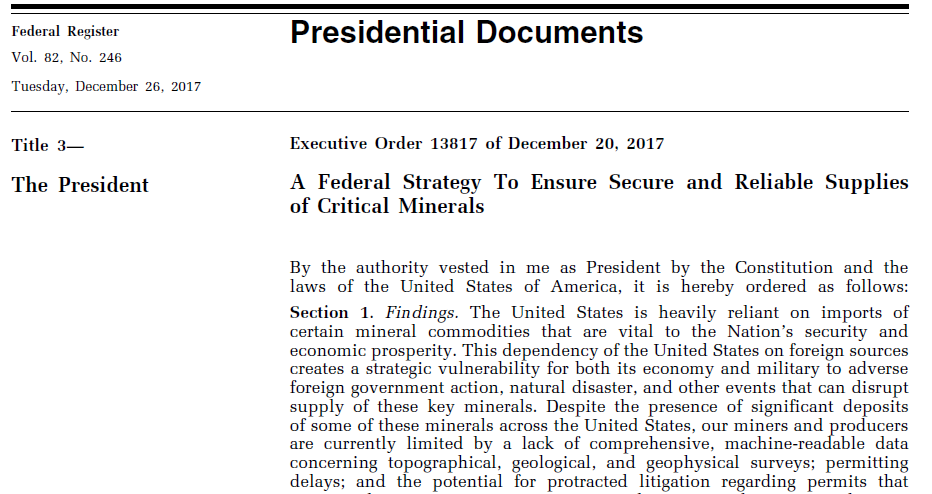 Federal Register
Vol. 82, No. 246
Tuesday, December 26, 2017
Presidential Documents
Title 3—
The President
Executive Order 13817 of December 20, 2017
A Federal Strategy To Ensure Secure and Reliable Supplies
of Critical Minerals
By the authority vested in me as President by the Constitution and the
laws of the United States of America, it is hereby ordered as follows:
Section 1. Findings. The United States is heavily reliant on imports of
certain mineral commodities that are vital to the Nation's security and
economic prosperity. This dependency of the United States on foreign sources
creates a strategic vulnerability for both its economy and military to adverse
foreign government action, natural disaster, and other events that can disrupt
supply of these key minerals. Despite the presence of significant deposits
of some of these minerals across the United States, our miners and producers
are currently limited by a lack of comprehensive, machine-readable data
concerning topographical, geological, and geophysical surveys; permitting
delays; and the potential for protracted litigation regarding permits that